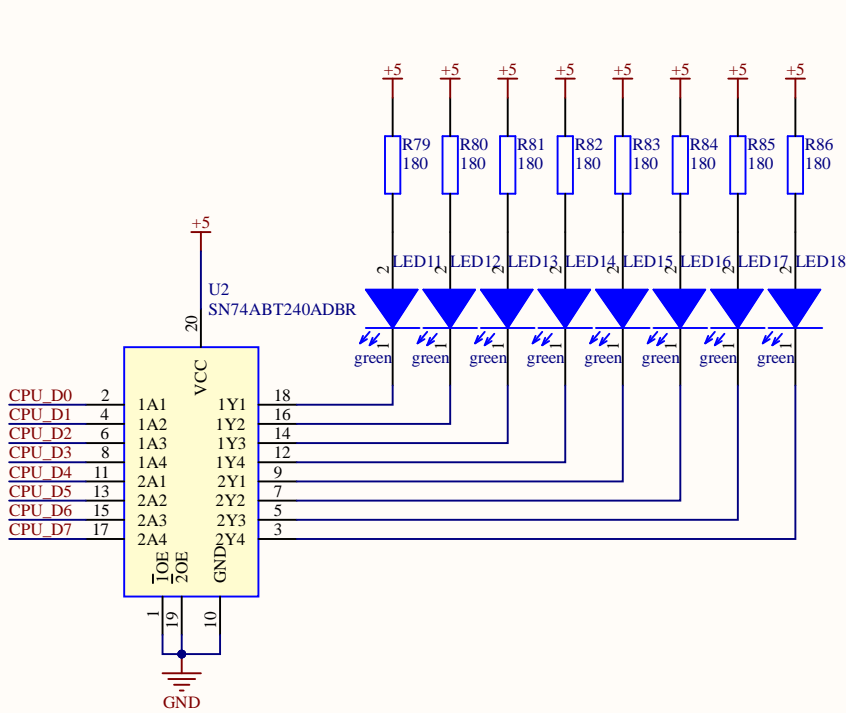 +5 +5 +5 +5 +5 +5 +5 +5
R79 R80 R81 R82 R83 R84 R85 R86
180 180 180 180 180 180 180 180
+5
2 LED11 2 LED12 2 LED13 2 LED14 2 LED15 2 LED16 2 LED17 2 LED18
U2
SN74ABT240ADBR
20
1 1 1 1 1 1 1 1
green green green green green green green green
VCC
CPU_D0 2 1A1 1Y1 18
CPU_D1 4 1A2 1Y2 16
CPU_D2 6 1A3 1Y3 14
CPU_D3 8 1A4 1Y4 12
CPU_D4 11 2A1 2Y1 9
CPU_D5 13 2A2 2Y2 7
CPU_D6 15 2A3 2Y3 5
CPU_D7 17 2A4 2Y4 3
1OE 2OE GND
1 19 10
GND